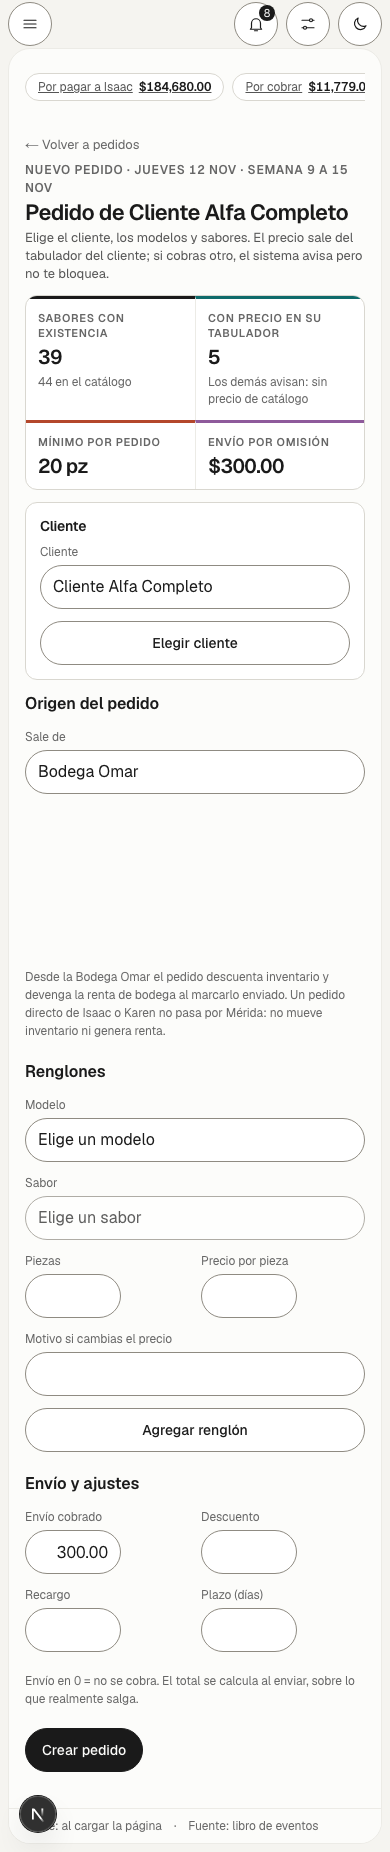 8
Por pagar a Isaac $184,680.00 Por cobrar $11,779.0
← Volver a pedidos
NUEVO PEDIDO · JUEVES 12 NOV · SEMANA 9 A 15
NOV
Pedido de Cliente Alfa Completo
Elige el cliente, los modelos y sabores. El precio sale del
tabulador del cliente; si cobras otro, el sistema avisa pero
no te bloquea.
SABORES CON
EXISTENCIA
39
44 en el catálogo
CON PRECIO EN SU
TABULADOR
5
Los demás avisan: sin
precio de catálogo
MÍNIMO POR PEDIDO
20 pz
ENVÍO POR OMISIÓN
$300.00
Cliente
Cliente
Cliente Alfa Completo
Elegir cliente
Origen del pedido
Sale de
Bodega Omar
Desde la Bodega Omar el pedido descuenta inventario y
devenga la renta de bodega al marcarlo enviado. Un pedido
directo de Isaac o Karen no pasa por Mérida: no mueve
inventario ni genera renta.
Renglones
Modelo
Elige un modelo
Sabor
Elige un sabor
Piezas
Precio por pieza
Motivo si cambias el precio
Agregar renglón
Envío y ajustes
Envío cobrado
300.00
Descuento
Recargo
Plazo (días)
Envío en 0 = no se cobra. El total se calcula al enviar, sobre lo
que realmente salga.
Crear pedido
N
: al cargar la página · Fuente: libro de eventos